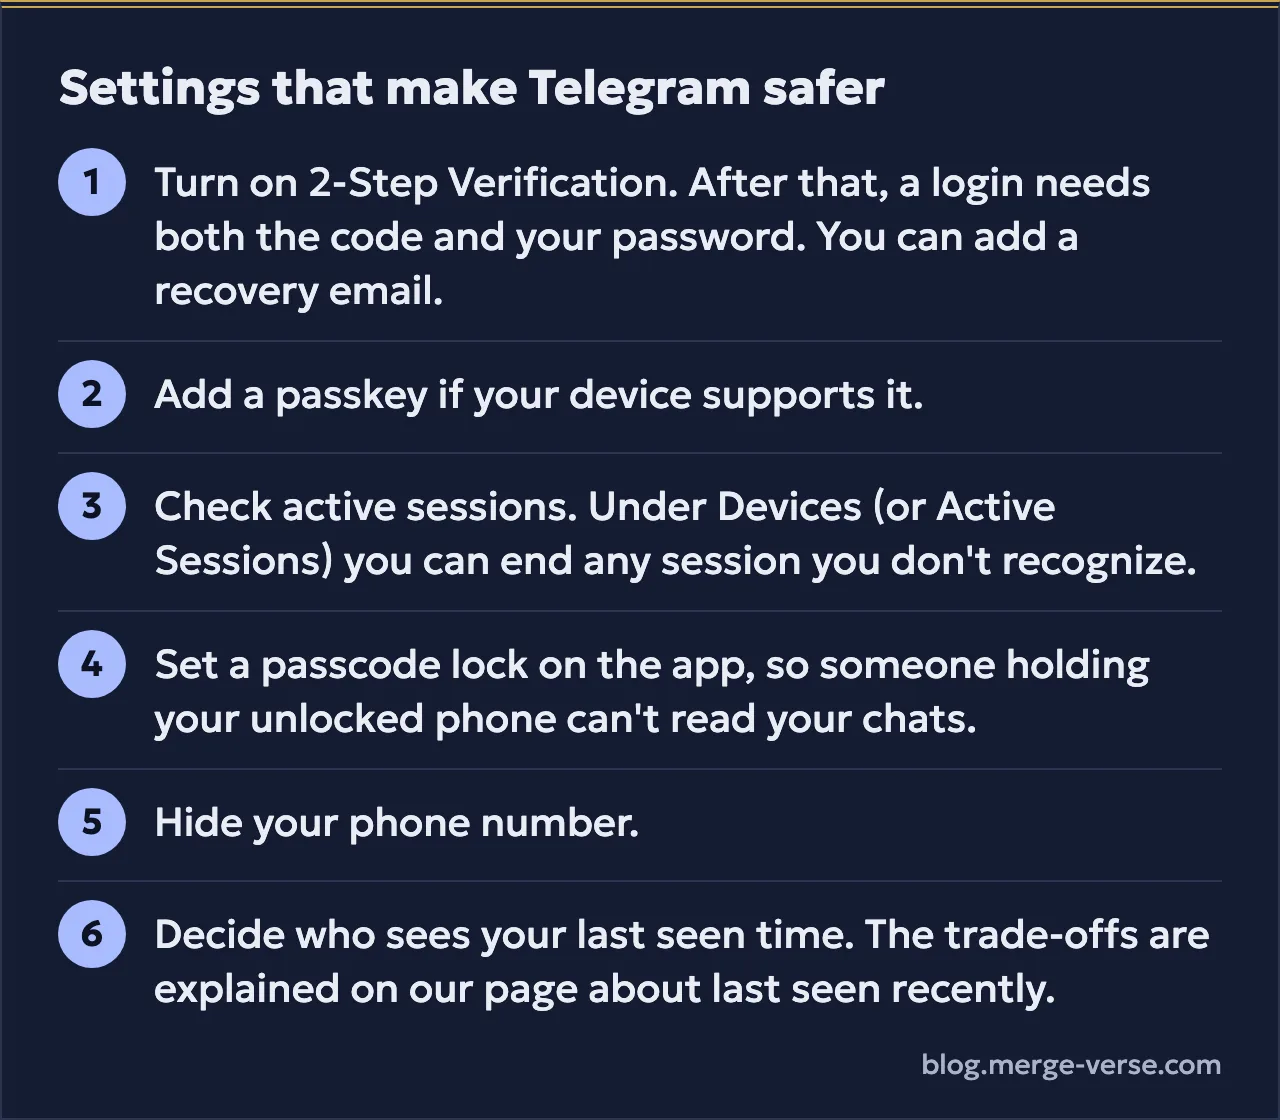 Settings that make Telegram safer
1
Turn on 2-Step Verification. After that, a login needs
both the code and your password. You can add a
recovery email.
2
Add a passkey if your device supports it.
3
Check active sessions. Under Devices (or Active
Sessions) you can end any session you don't recognize.
4
Set a passcode lock on the app, so someone holding
your unlocked phone can't read your chats.
5
Hide your phone number.
6
Decide who sees your last seen time. The trade-offs are
explained on our page about last seen recently.
blog.merge-verse.com